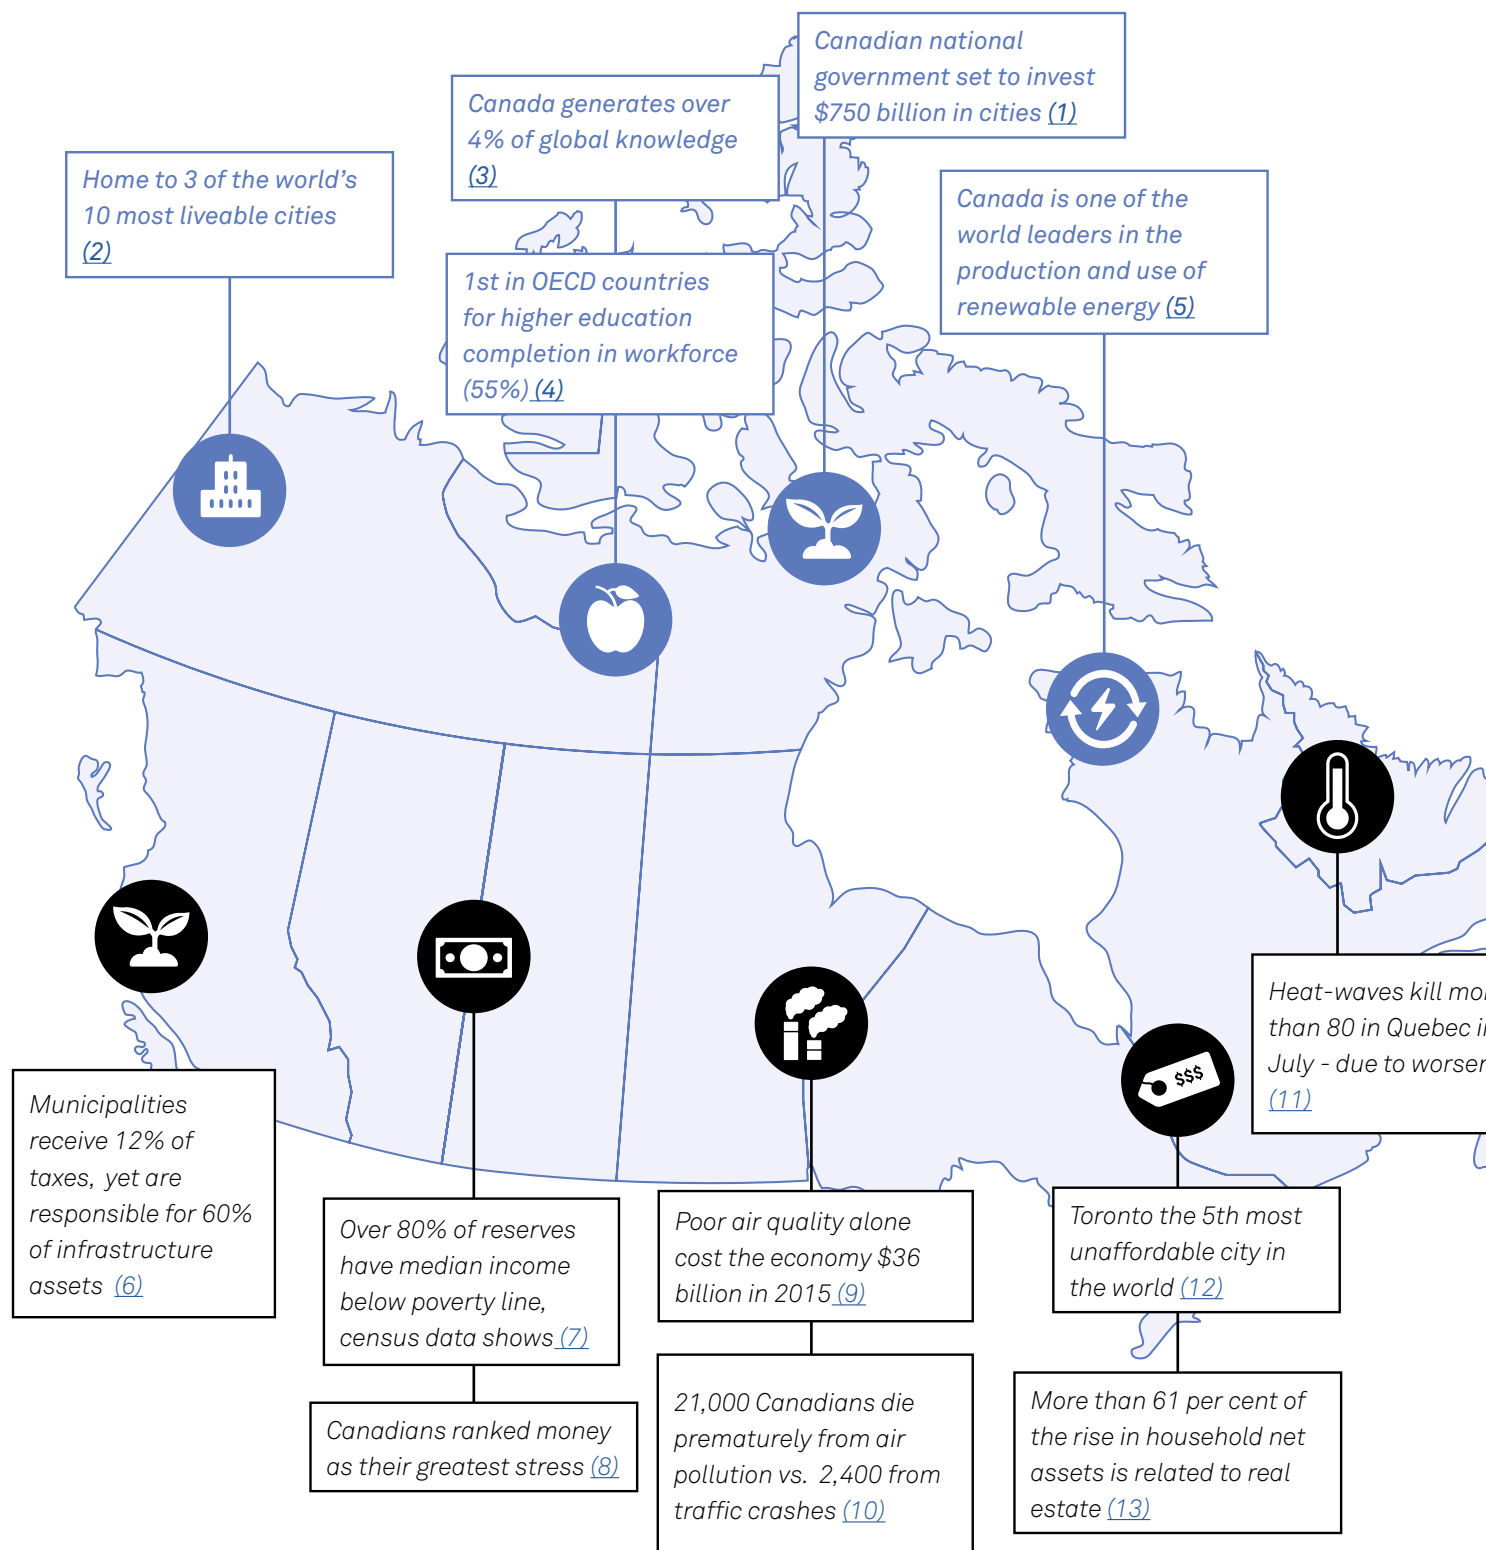 Canadian national
government set to invest
$750 billion in cities (1)
Canada generates over
4% of global knowledge
(3)
Home to 3 of the world's
10 most liveable cities
(2)
Canada is one of the
world leaders in the
production and use of
renewable energy (5)
1st in OECD countries
for higher education
completion in workforce
(55%) (4)
Heat-waves kill
than 80 in Quebec
July - due to
(11)
$$$
Municipalities
receive 12% of
taxes, yet are
responsible for 60%
of infrastructure
assets (6)
Over 80% of reserves
have median income
below poverty line,
census data shows (7)
Canadians ranked money
as their greatest stress (8)
Poor air quality alone
cost the economy $36
billion in 2015 (9)
21,000 Canadians die
prematurely from air
pollution vs. 2,400 from
traffic crashes (10)
Toronto the 5th most
unaffordable city in
the world (12)
More than 61 per cent of
the rise in household net
assets is related to real
estate (13)